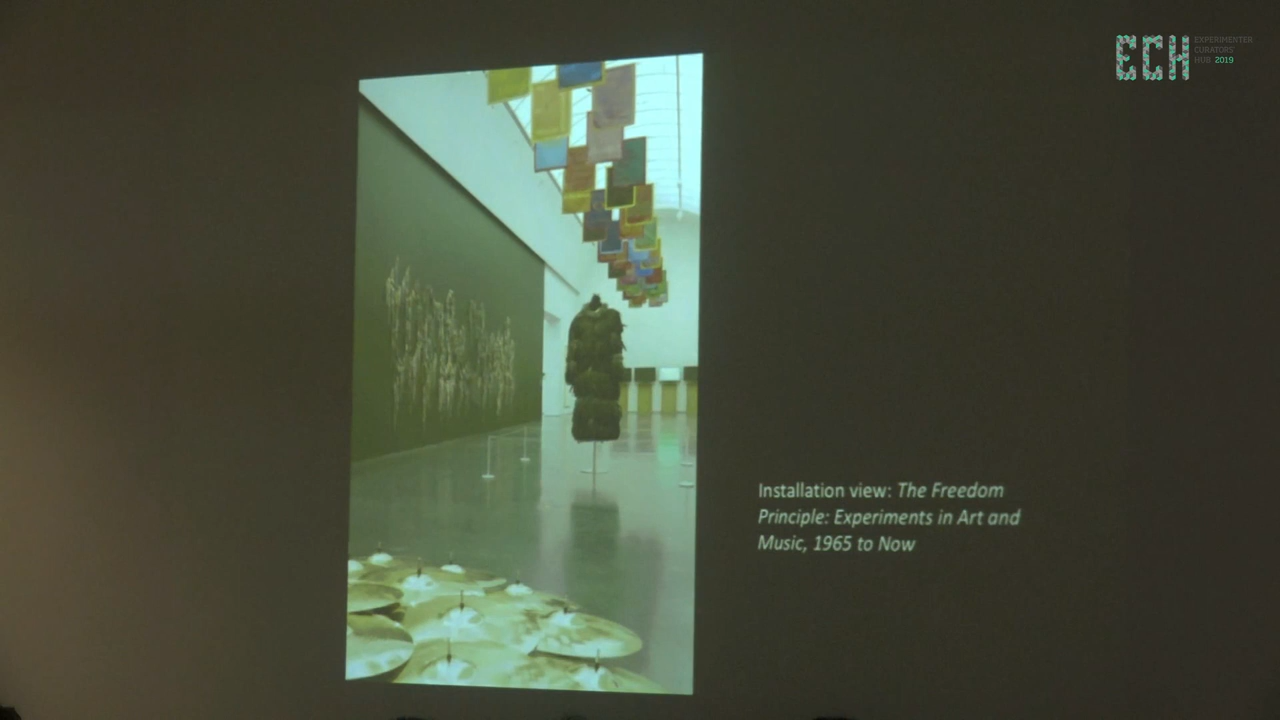 ECH EXPERIMENTER
CURATORS'
HUB 2019
Installation view: The Freedom
Principle: Experiments in Art and
Music, 1965 to Now